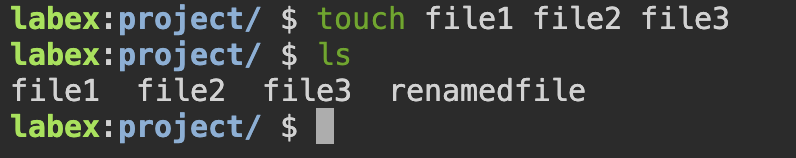 labex:project/ $ touch file1 file2 file3
labex:project/ $ ls
file1  file2  file3  renamedfile
labex:project/ $